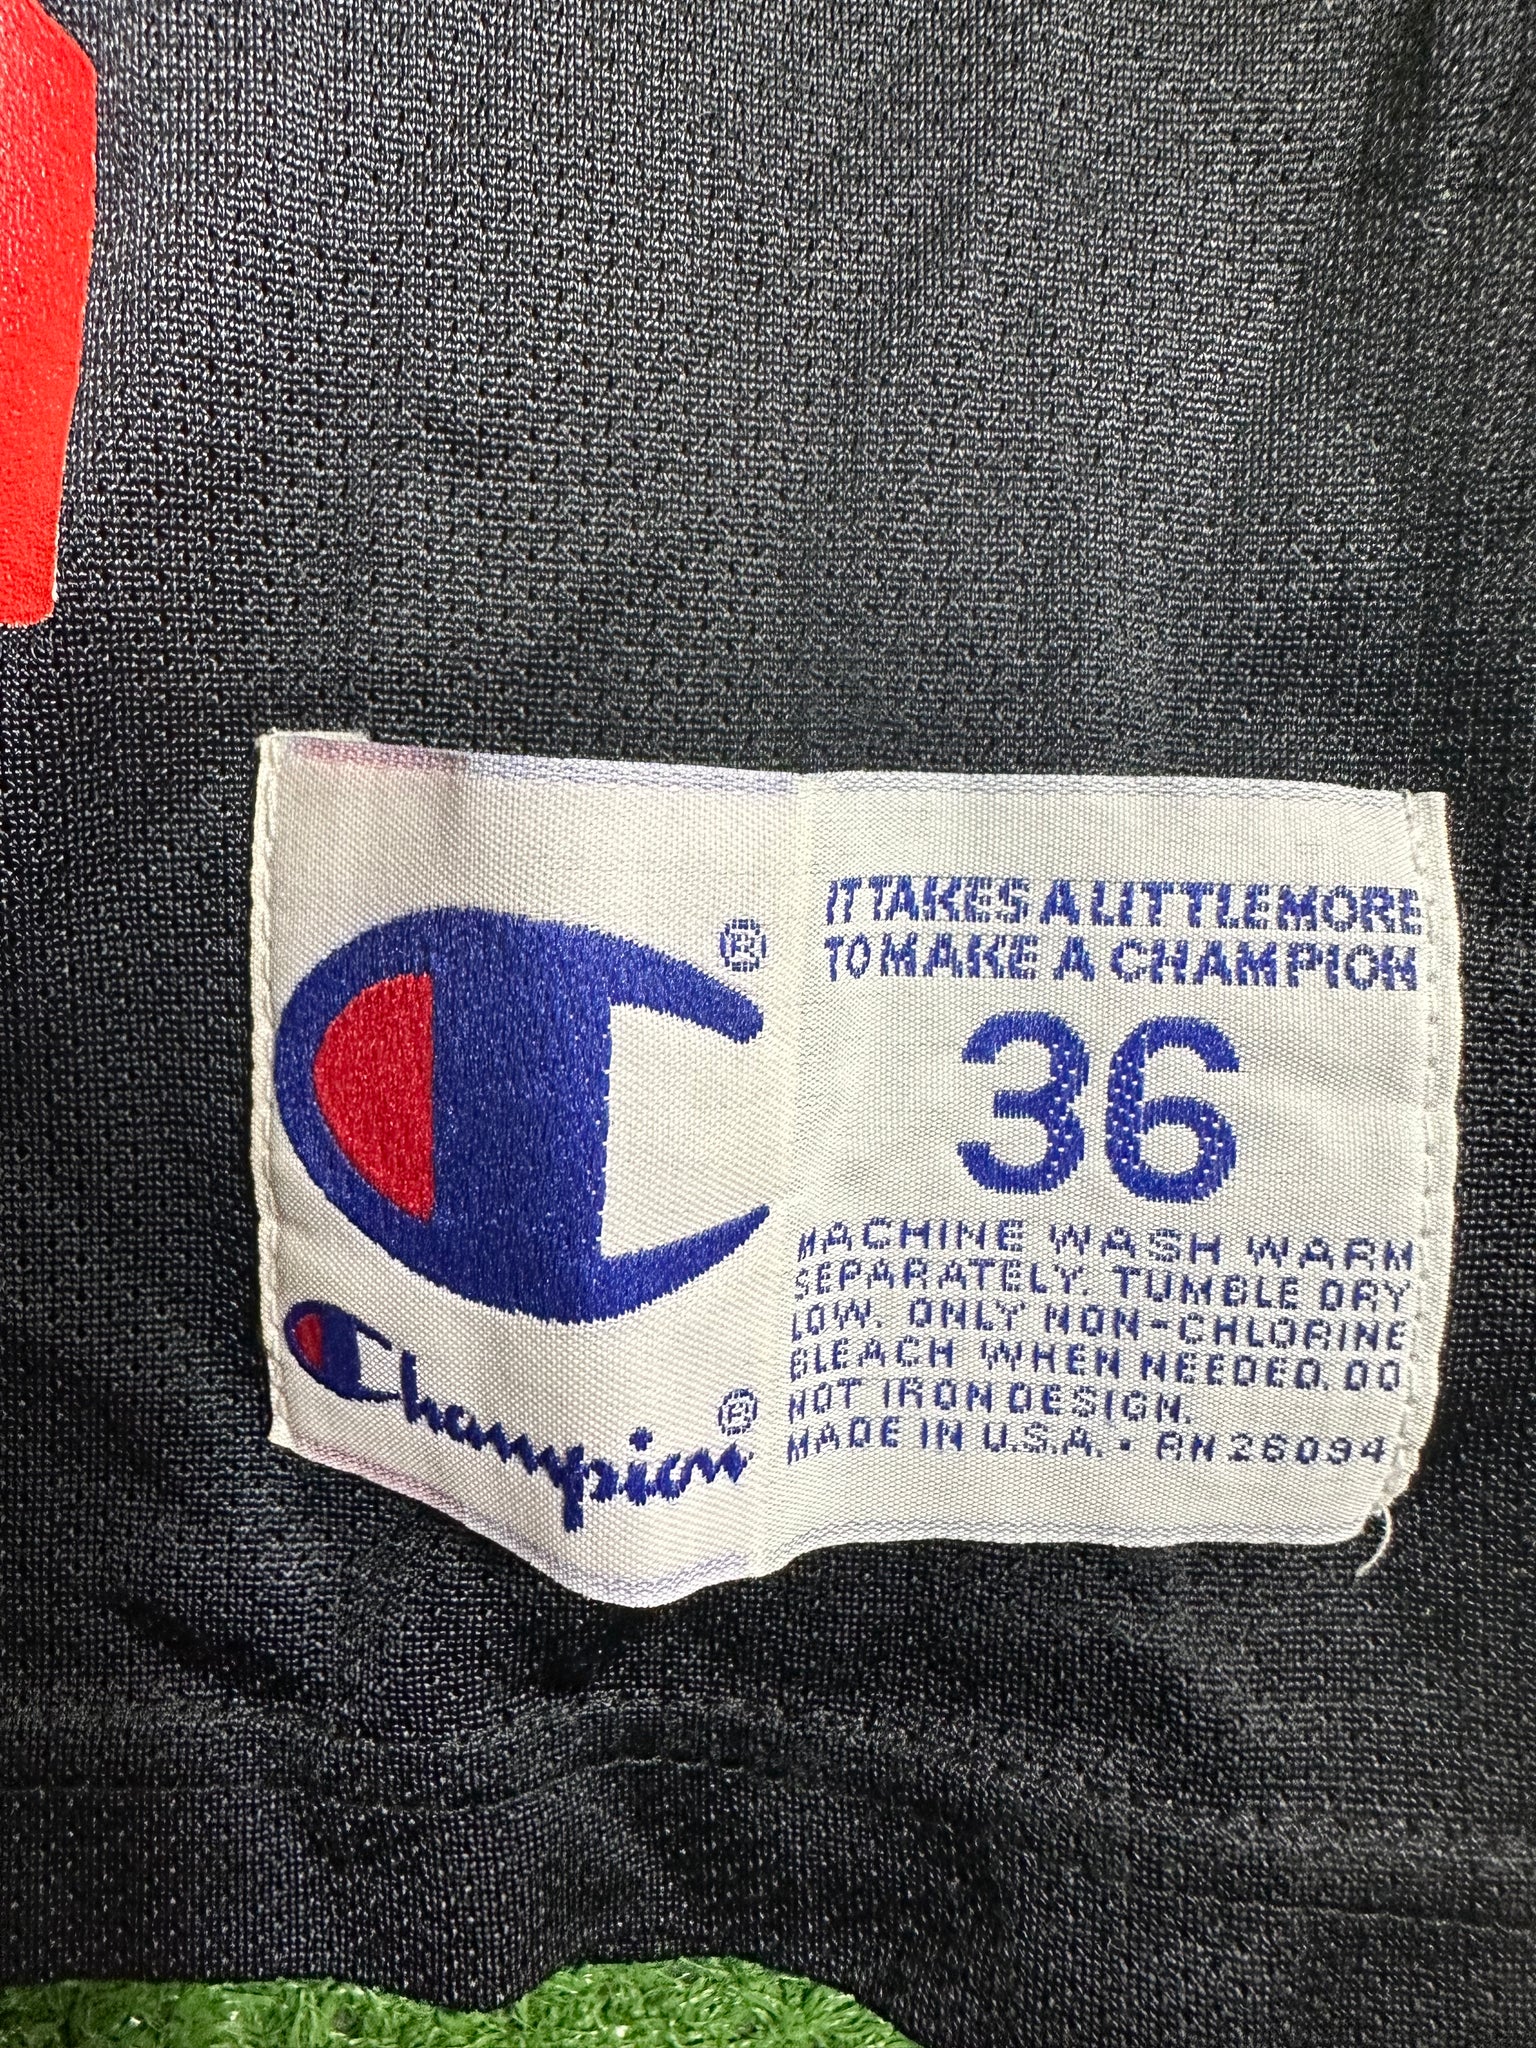 Champion
®
®
IT TAKES A LITTLE MORE
TO MAKE A CHAMPION
36
MACHINE WASH WARM
SEPARATELY. TUMBLE DRY
LOW. ONLY NON-CHLORINE
BLEACH WHEN NEEDED. DO
NOT IRON DESIGN.
MADE IN U.S.A. • RN 26094